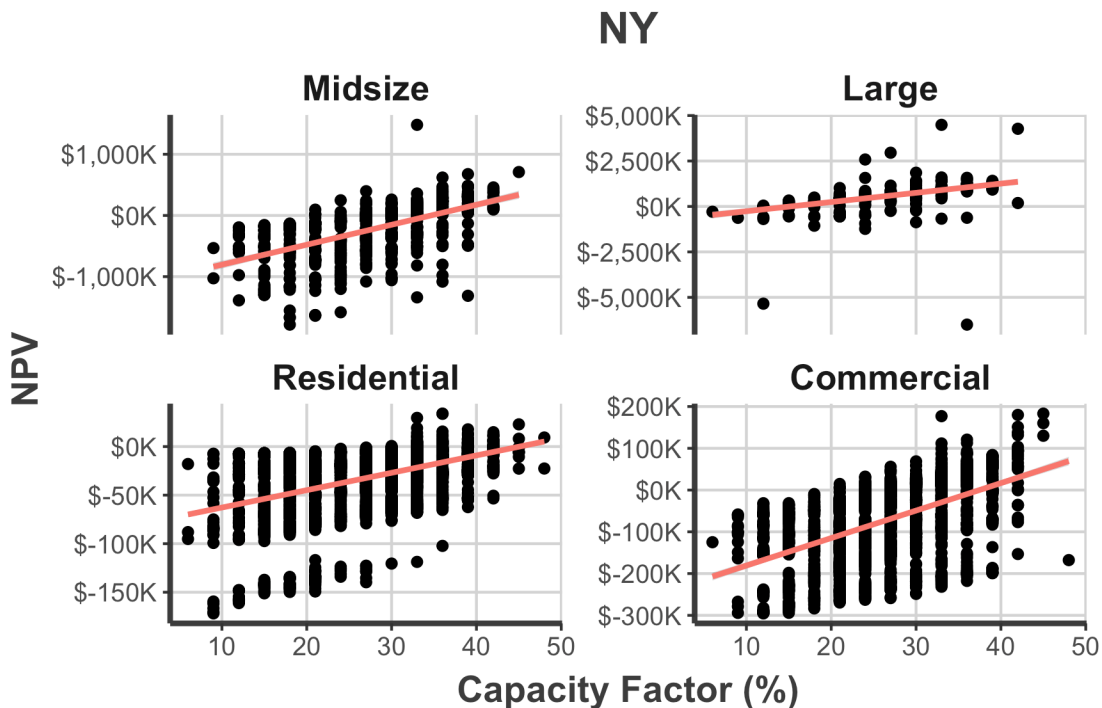 NY
Midsize
Large
$1,000K
$0K
$-1,000K
$5,000K
$2,500K
$0K
$-2,500K
$-5,000K
NPV
Residential
Commercial
$0K
$-50K
$-100K
$-150K
$200K
$100K
$0K
$-100K
$-200K
$-300K
10 20 30 40 50
10 20 30 40 50
Capacity Factor (%)